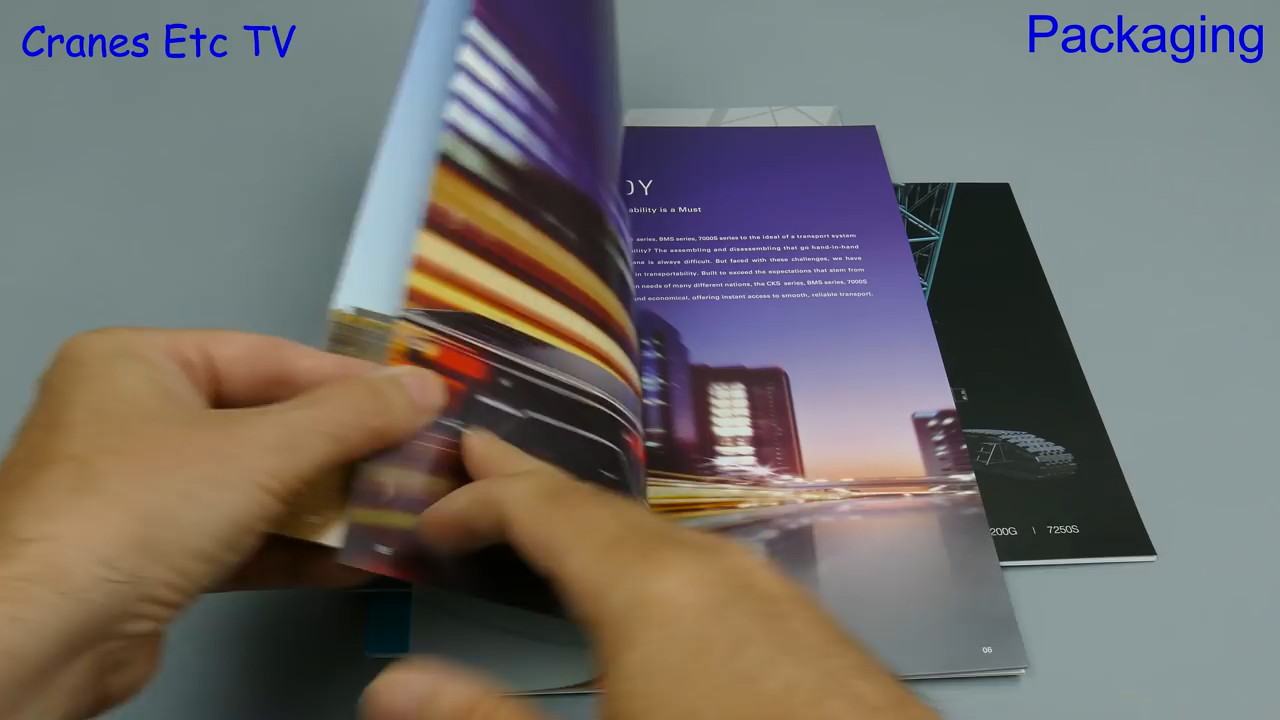 Cranes Etc TV
Packaging
DY
ability is a Must
series, BMS series, 7000S series to the ideal of a transport system
ility? The assembling and disassembling that go hand-in-hand
ane is always difficult. But faced with these challenges, we have
in transportability. Built to exceed the expectations that stem from
n needs of many different nations, the CKS series, BMS series, 7000S
nd economical, offering instant access to smooth, reliable transport.
200G | 7250S
06